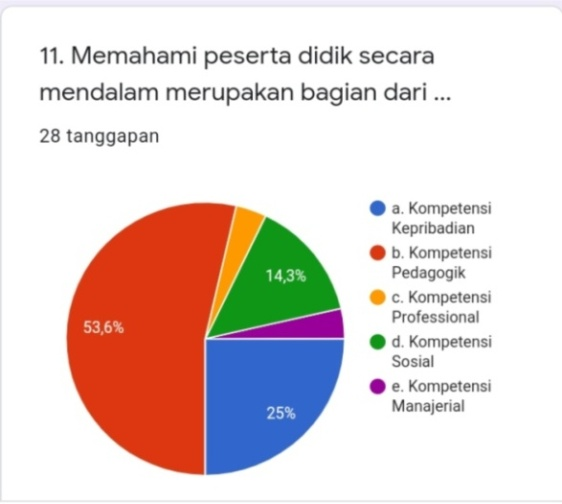 11. Memahami peserta didik secara
mendalam merupakan bagian dari ...
28 tanggapan
a. Kompetensi
Kepribadian
b. Kompetensi
Pedagogik
c. Kompetensi
Professional
d. Kompetensi
Sosial
e. Kompetensi
Manajerial
53,6%
14,3%
25%